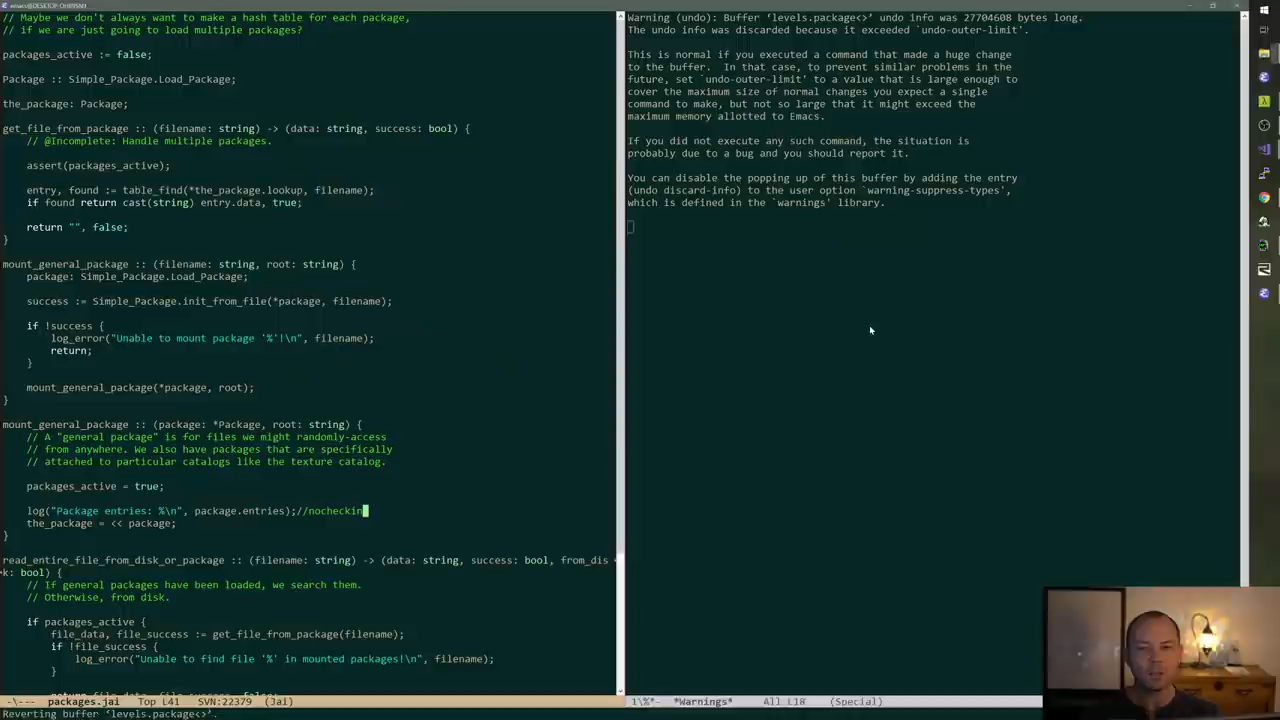 emacs@DESKTOP-OH895N3
// Maybe we don't always want to make a hash table for each package,
// if we are just going to load multiple packages?
packages_active := false;
Package :: Simple_Package.Load_Package;
the_package: Package;
get_file_from_package :: (filename: string) -> (data: string, success: bool) {
// @Incomplete: Handle multiple packages.
assert(packages_active);
entry, found := table_find(*the_package.lookup, filename);
if found return cast(string) entry.data, true;
return "", false;
}
mount_general_package :: (filename: string, root: string) {
package: Simple_Package.Load_Package;
success := Simple_Package.init_from_file(*package, filename);
if !success {
log_error("Unable to mount package '%'!\n", filename);
return;
}
mount_general_package(*package, root);
}
mount_general_package :: (package: *Package, root: string) {
// A "general package" is for files we might randomly-access
// from anywhere. We also have packages that are specifically
// attached to particular catalogs like the texture catalog.
packages_active = true;
log("Package entries: %\n", package.entries);//nocheckin
the_package = << package;
}
read_entire_file_from_disk_or_package :: (filename: string) -> (data: string, success: bool, from_dis
k: bool) {
// If general packages have been loaded, we search them.
// Otherwise, from disk.
if packages_active {
file_data, file_success := get_file_from_package(filename);
if !file_success {
log_error("Unable to find file '%' in mounted packages!\n", filename);
}
-\--- packages.jai Top L41 SVN:22379 (Jai)
Reverting buffer ‘levels.package<>’.
Warning (undo): Buffer ‘levels.package<>’ undo info was 27704608 bytes long.
The undo info was discarded because it exceeded `undo-outer-limit'.
This is normal if you executed a command that made a huge change
to the buffer. In that case, to prevent similar problems in the
future, set `undo-outer-limit' to a value that is large enough to
cover the maximum size of normal changes you expect a single
command to make, but not so large that it might exceed the
maximum memory allotted to Emacs.
If you did not execute any such command, the situation is
probably due to a bug and you should report it.
You can disable the popping up of this buffer by adding the entry
(undo discard-info) to the user option `warning-suppress-types',
which is defined in the `warnings' library.
1\%*- *Warnings* All L18 (Special)